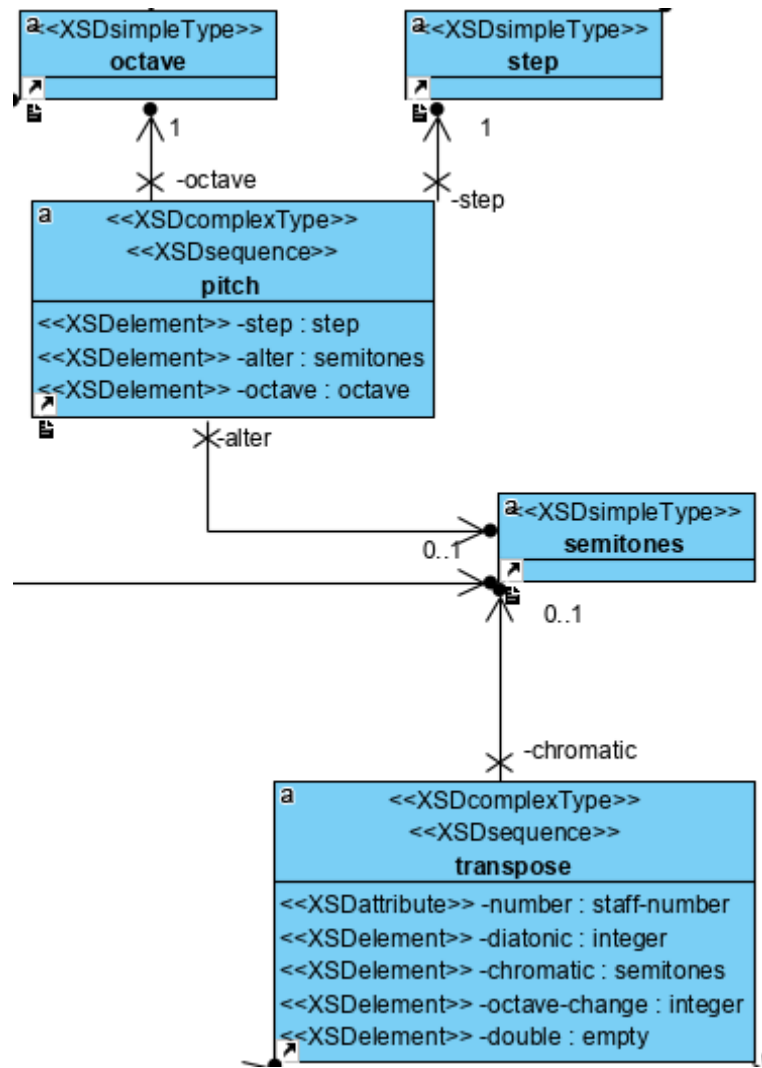 a <<XSDsimpleType>>
octave
a <<XSDsimpleType>>
step
1
1
-octave
-step
a <<XSDcomplexType>>
<<XSDsequence>>
pitch
<<XSDelement>> -step : step
<<XSDelement>> -alter : semitones
<<XSDelement>> -octave : octave
-alter
0..1
a <<XSDsimpleType>>
semitones
0..1
-chromatic
a <<XSDcomplexType>>
<<XSDsequence>>
transpose
<<XSDattribute>> -number : staff-number
<<XSDelement>> -diatonic : integer
<<XSDelement>> -chromatic : semitones
<<XSDelement>> -octave-change : integer
<<XSDelement>> -double : empty